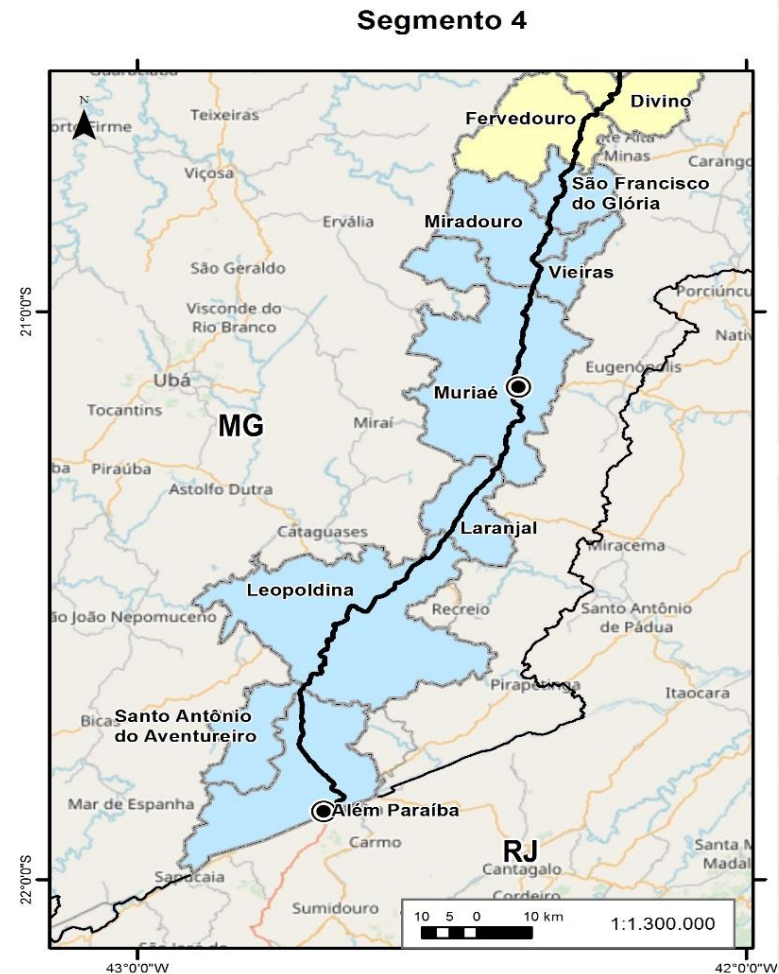 Segmento 4
N
Teixeiras
Fervedouro
Divino
Firme
Minas
Viçosa
São Francisco
do Glória
Miradouro
Ervália
São Geraldo
Vieiras
Visconde do
Rio Branco
21°0'0"S
Eugenópolis
Ubá
Muriaé
Tocantins
MG
Miraí
Piraúba
Astolfo Dutra
Cataguases
Laranjal
Miracema
Leopoldina
Recreio
Santo Antônio
de Pádua
João Nepomuceno
Pirapetinga
Itaocara
Bicas
Santo Antônio
do Aventureiro
Mar de Espanha
Além Paraíba
Carmo
RJ
Cantagalo
Sapucaia
22°0'0"S
Cordeiro
Sumidouro
10 5 0 10 km
1:1.300.000
43°0'0"W
42°0'0"W